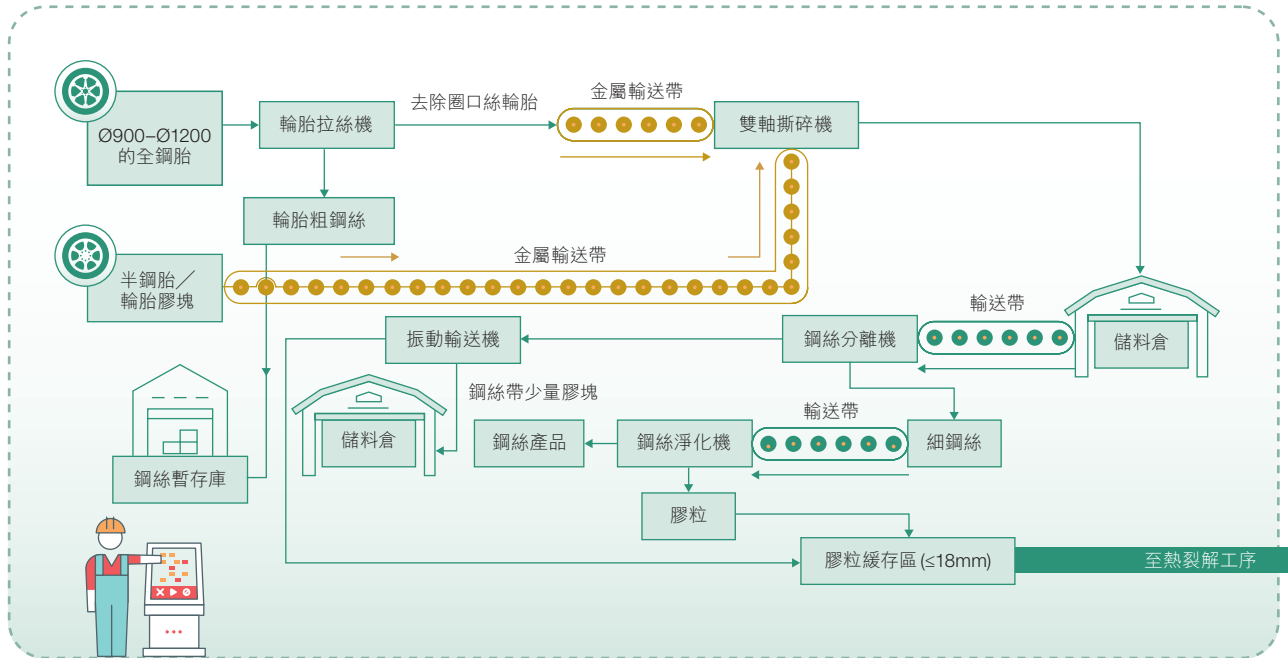 Ø900–Ø1200
的全鋼胎
輪胎拉絲機
去除圈口絲輪胎
金屬輸送帶
雙軸撕碎機
輪胎粗鋼絲
半鋼胎／
輪胎膠塊
金屬輸送帶
振動輸送機
鋼絲分離機
輸送帶
儲料倉
鋼絲帶少量膠塊
儲料倉
鋼絲產品
鋼絲淨化機
輸送帶
細鋼絲
鋼絲暫存庫
膠粒
膠粒緩存區 (≤18mm)
至熱裂解工序